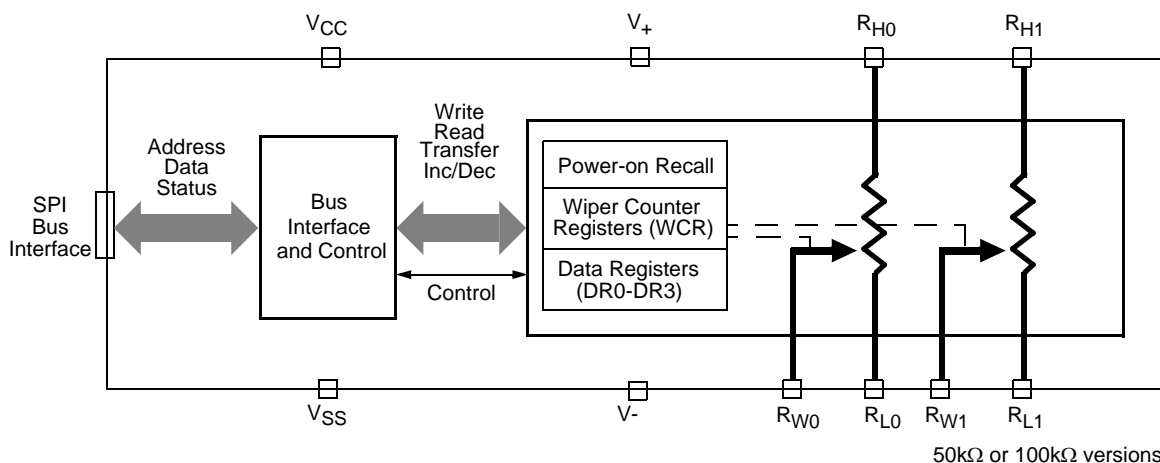 VCC
V+
RH0
RH1
Write
Read
Transfer
Inc/Dec
Address
Data
Status
SPI
Bus
Interface
Bus
Interface
and Control
Control
Power-on Recall
Wiper Counter
Registers (WCR)
Data Registers
(DR0-DR3)
VSS
V-
RW0
RL0
RW1
RL1
50kΩ or 100kΩ versions